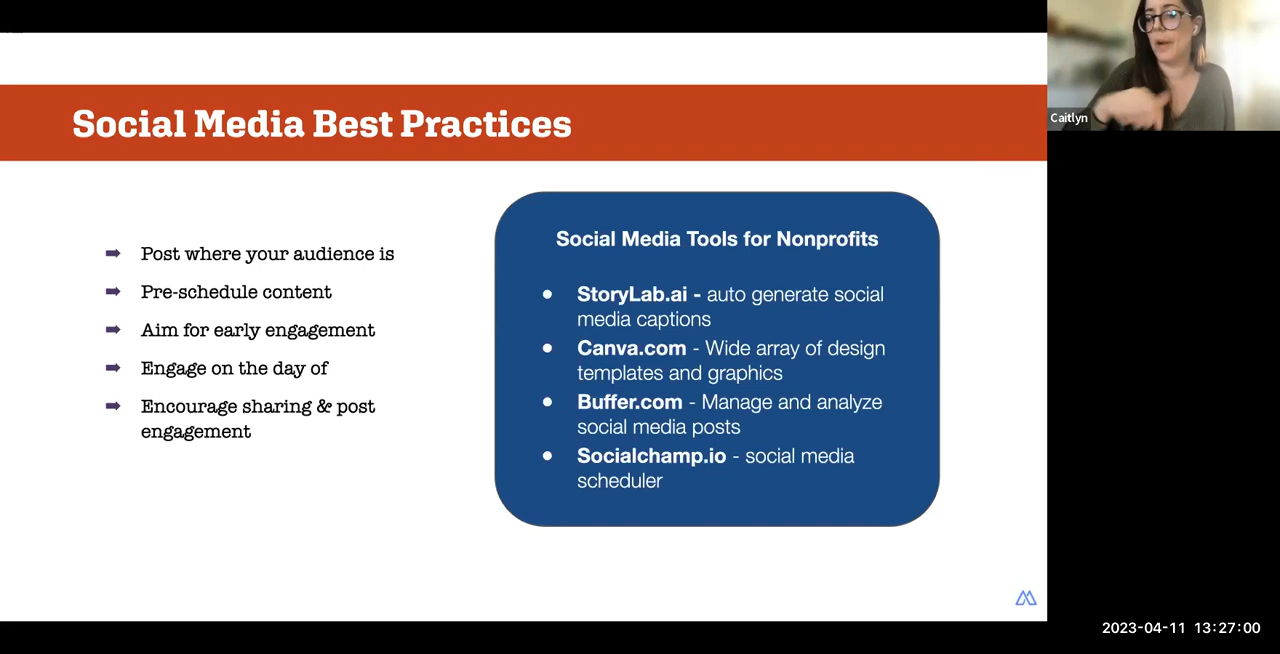 Social Media Best Practices
➡ Post where your audience is
➡ Pre-schedule content
➡ Aim for early engagement
➡ Engage on the day of
➡ Encourage sharing & post
engagement
Social Media Tools for Nonprofits
● StoryLab.ai - auto generate social
media captions
● Canva.com - Wide array of design
templates and graphics
● Buffer.com - Manage and analyze
social media posts
● Socialchamp.io - social media
scheduler
Caitlyn
2023-04-11 13:27:00